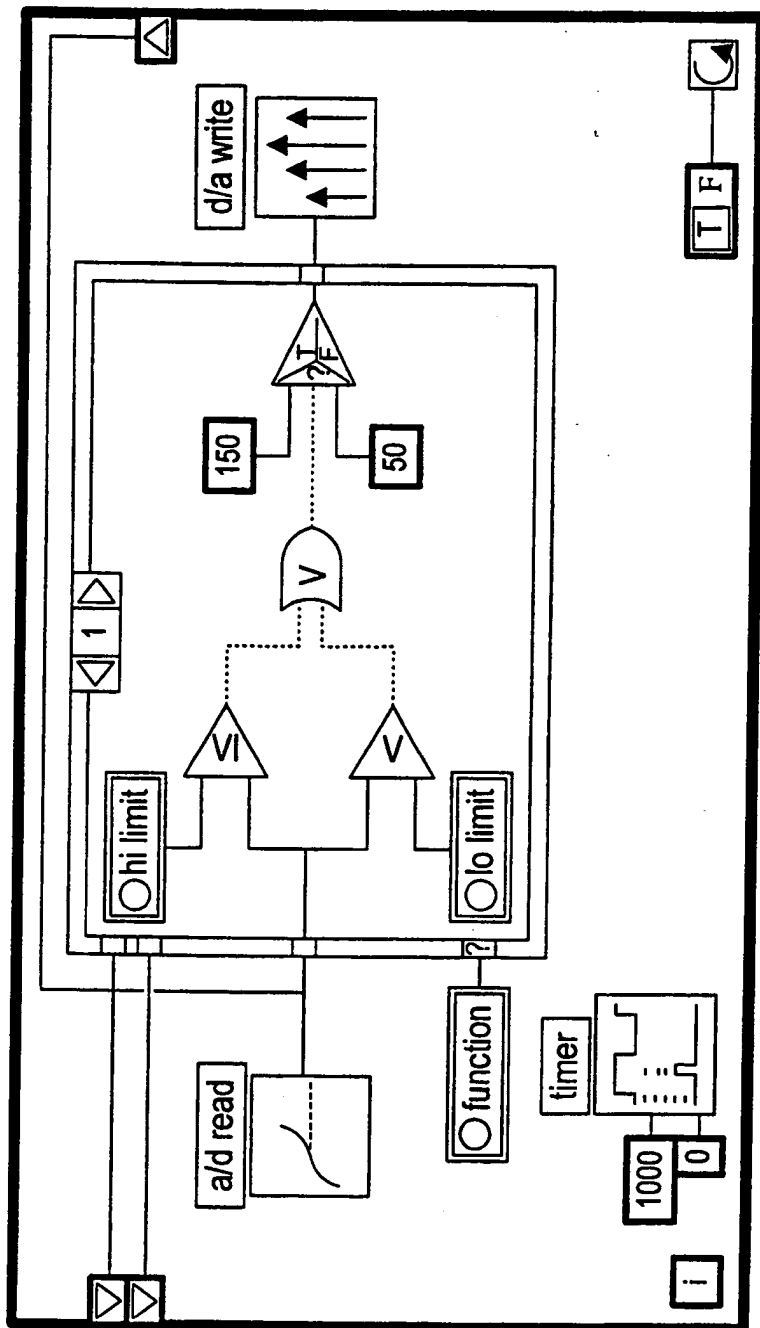 1
hi limit
a/d read
≤
150
d/a write
? T
F
<
50
lo limit
function
?
timer
1000
0
i
T F